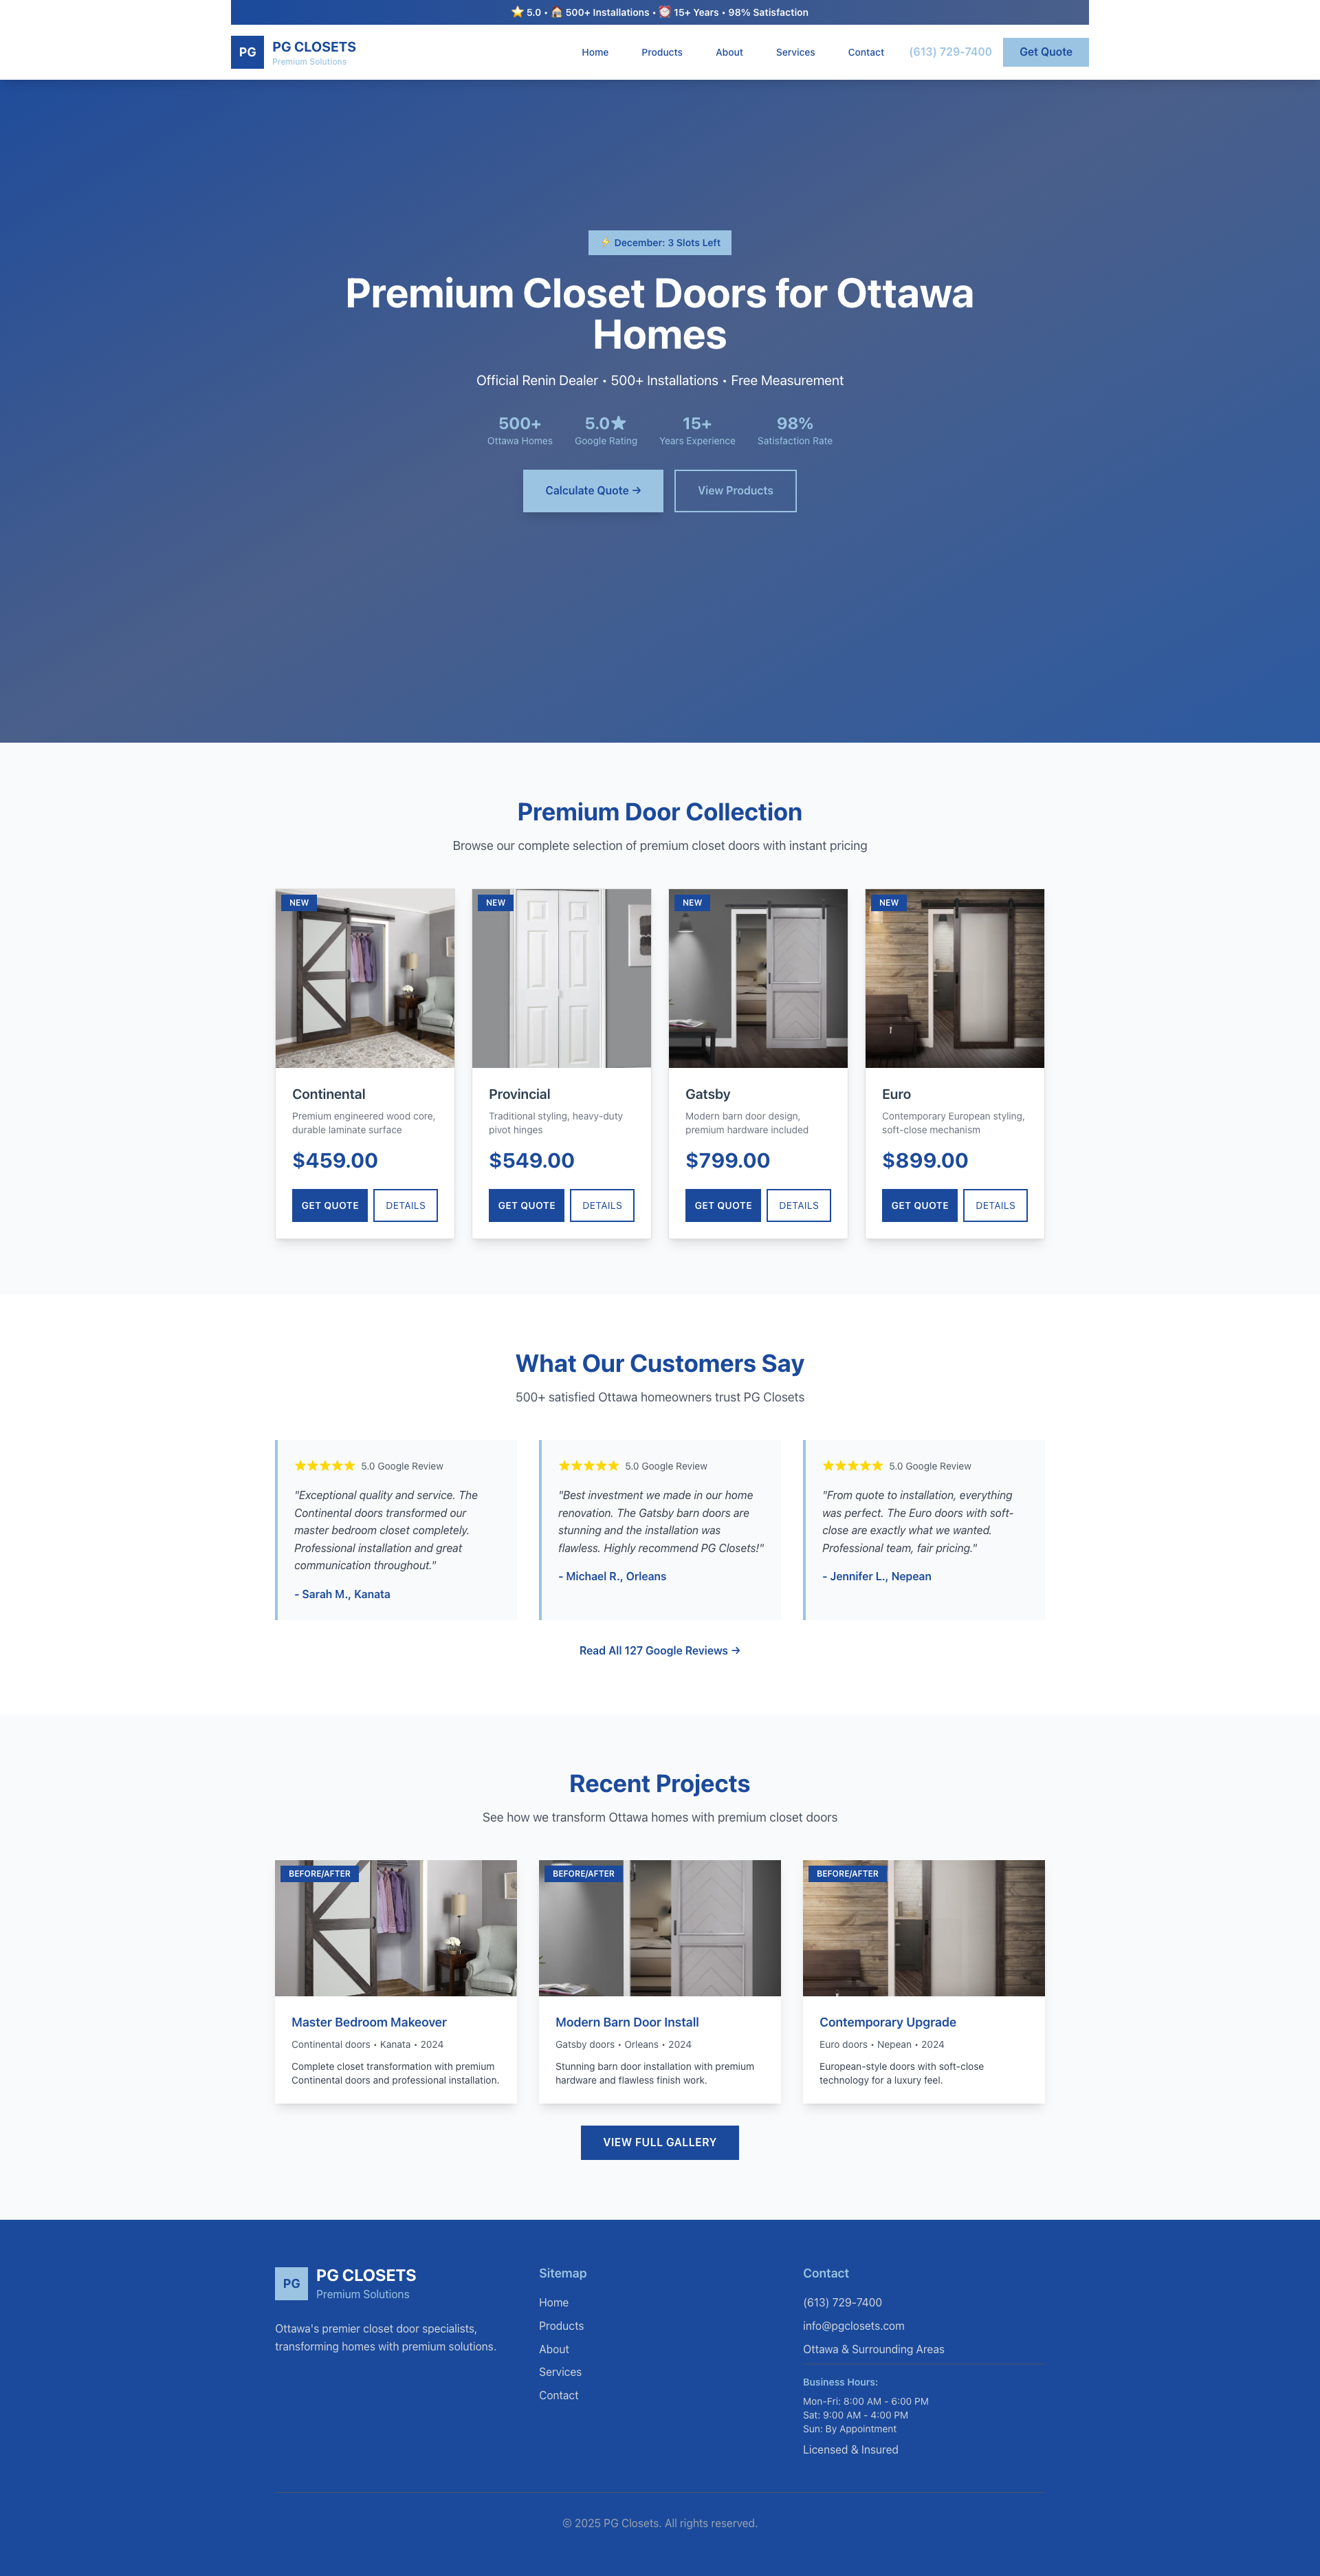 ⭐ 5.0 • 🏠 500+ Installations • ⏰ 15+ Years • 98% Satisfaction
PG
PG CLOSETS
Premium Solutions
Home
Products
About
Services
Contact
(613) 729-7400
Get Quote
⚡ December: 3 Slots Left
Premium Closet Doors for Ottawa
Homes
Official Renin Dealer • 500+ Installations • Free Measurement
500+
Ottawa Homes
5.0★
Google Rating
15+
Years Experience
98%
Satisfaction Rate
Calculate Quote →
View Products
Premium Door Collection
Browse our complete selection of premium closet doors with instant pricing
NEW
Continental
Premium engineered wood core,
durable laminate surface
$459.00
GET QUOTE
DETAILS
NEW
Provincial
Traditional styling, heavy-duty
pivot hinges
$549.00
GET QUOTE
DETAILS
NEW
Gatsby
Modern barn door design,
premium hardware included
$799.00
GET QUOTE
DETAILS
NEW
Euro
Contemporary European styling,
soft-close mechanism
$899.00
GET QUOTE
DETAILS
What Our Customers Say
500+ satisfied Ottawa homeowners trust PG Closets
⭐⭐⭐⭐⭐ 5.0 Google Review
"Exceptional quality and service. The
Continental doors transformed our
master bedroom closet completely.
Professional installation and great
communication throughout."
- Sarah M., Kanata
⭐⭐⭐⭐⭐ 5.0 Google Review
"Best investment we made in our home
renovation. The Gatsby barn doors are
stunning and the installation was
flawless. Highly recommend PG Closets!"
- Michael R., Orleans
⭐⭐⭐⭐⭐ 5.0 Google Review
"From quote to installation, everything
was perfect. The Euro doors with soft-
close are exactly what we wanted.
Professional team, fair pricing."
- Jennifer L., Nepean
Read All 127 Google Reviews →
Recent Projects
See how we transform Ottawa homes with premium closet doors
BEFORE/AFTER
Master Bedroom Makeover
Continental doors • Kanata • 2024
Complete closet transformation with premium
Continental doors and professional installation.
BEFORE/AFTER
Modern Barn Door Install
Gatsby doors • Orleans • 2024
Stunning barn door installation with premium
hardware and flawless finish work.
BEFORE/AFTER
Contemporary Upgrade
Euro doors • Nepean • 2024
European-style doors with soft-close
technology for a luxury feel.
VIEW FULL GALLERY
PG
PG CLOSETS
Premium Solutions
Ottawa's premier closet door specialists,
transforming homes with premium solutions.
Sitemap
Home
Products
About
Services
Contact
Contact
(613) 729-7400
info@pgclosets.com
Ottawa & Surrounding Areas
Business Hours:
Mon-Fri: 8:00 AM - 6:00 PM
Sat: 9:00 AM - 4:00 PM
Sun: By Appointment
Licensed & Insured
© 2025 PG Closets. All rights reserved.